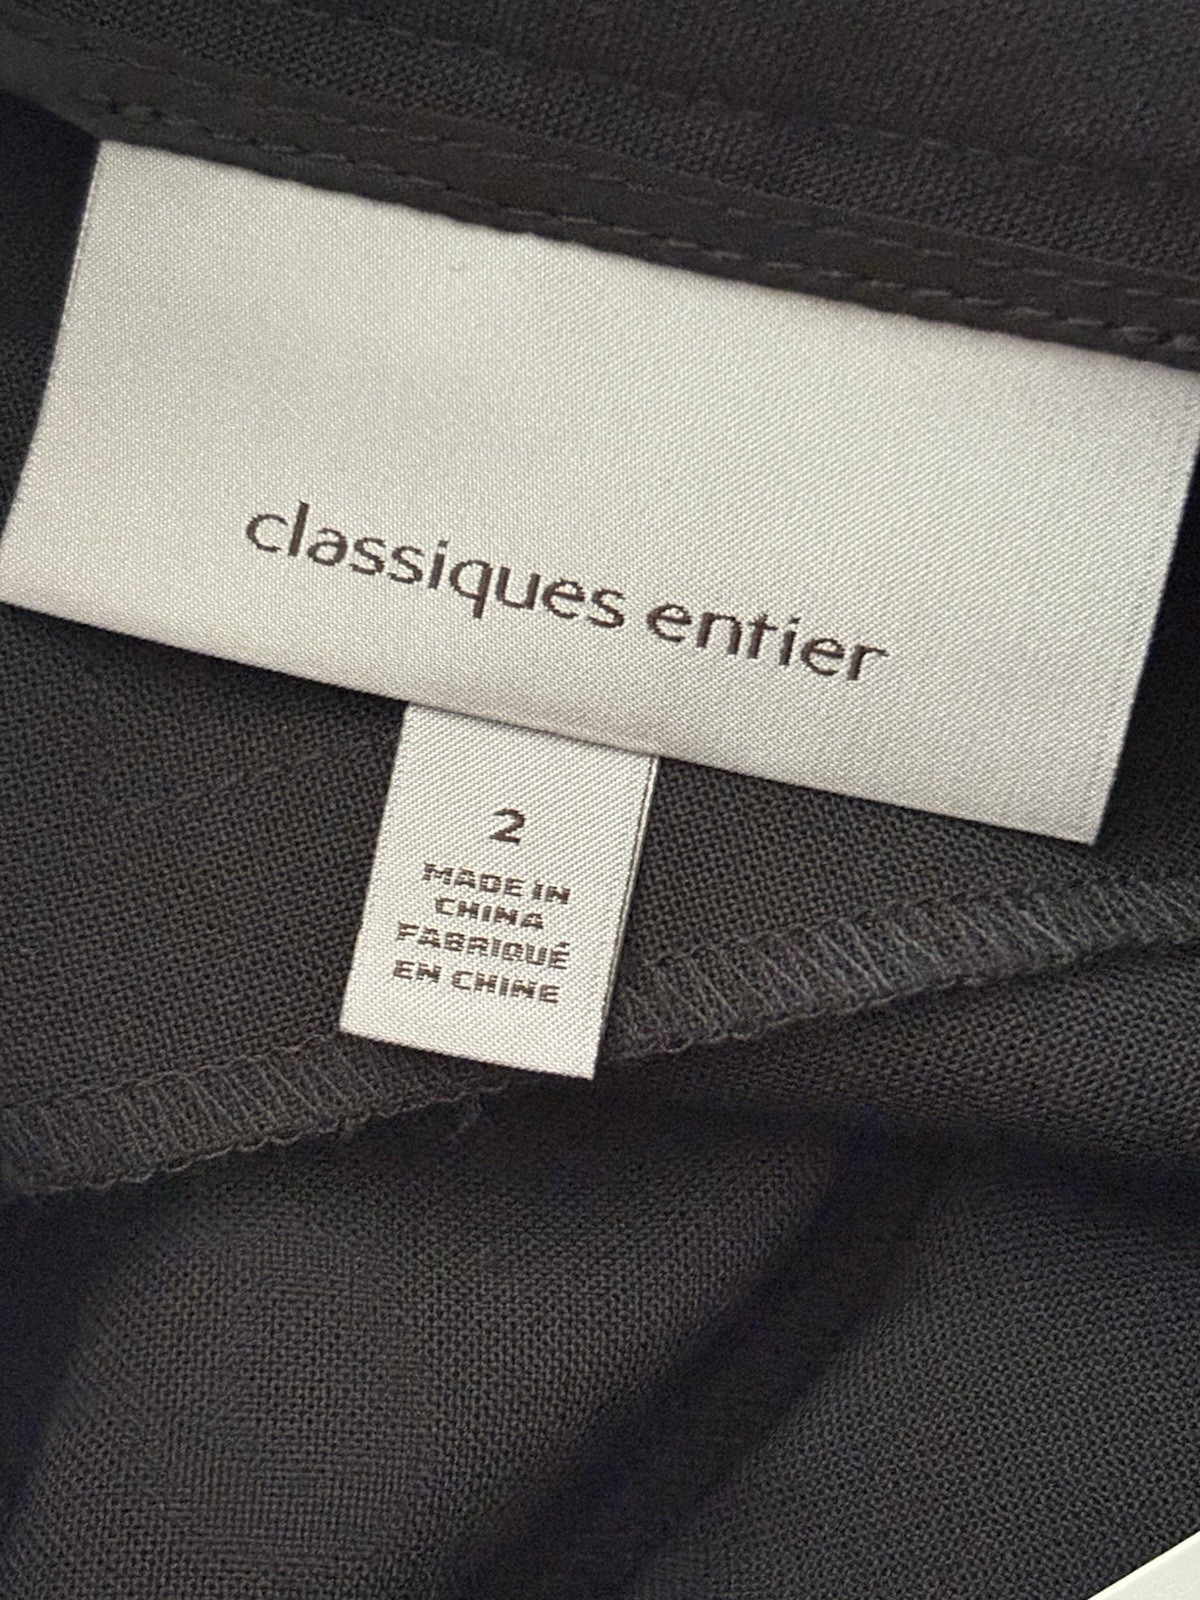 classiques entier
2
MADE IN
CHINA
FABRIQUÉ
EN CHINE